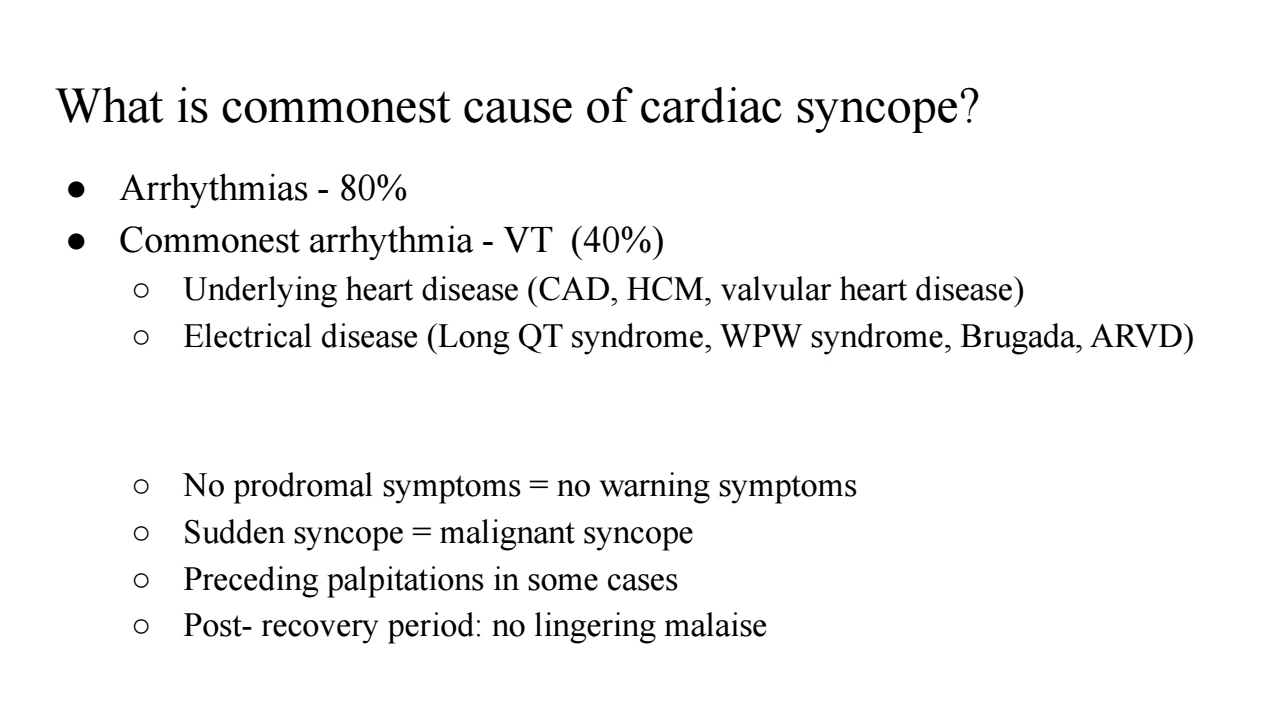 What is commonest cause of cardiac syncope?
● Arrhythmias - 80%
● Commonest arrhythmia - VT (40%)
○ Underlying heart disease (CAD, HCM, valvular heart disease)
○ Electrical disease (Long QT syndrome, WPW syndrome, Brugada, ARVD)
○ No prodromal symptoms = no warning symptoms
○ Sudden syncope = malignant syncope
○ Preceding palpitations in some cases
○ Post- recovery period: no lingering malaise